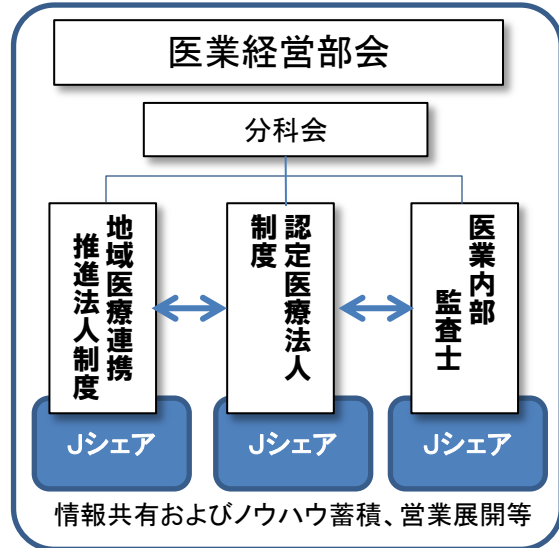 医業経営部会
分科会
地域医療連携
推進法人制度
認定医療法人
制度
医業内部
監査士
Jシェア
Jシェア
Jシェア
情報共有およびノウハウ蓄積、営業展開等